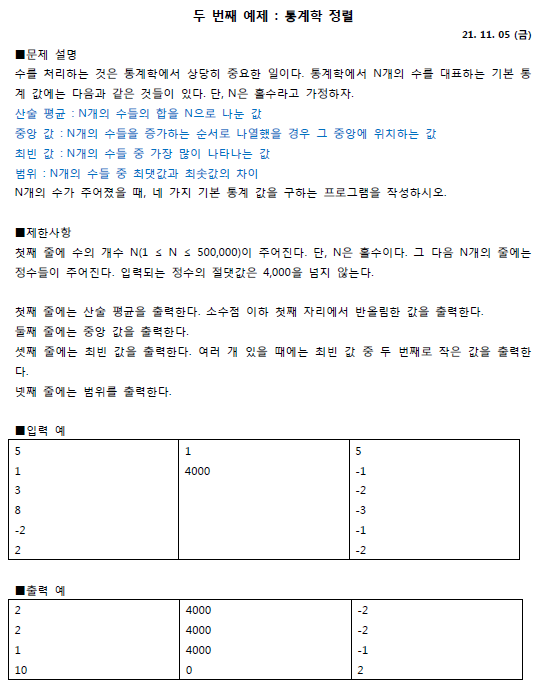 두 번째 예제 : 통계학 정렬
21. 11. 05 (금)
■문제 설명
수를 처리하는 것은 통계학에서 상당히 중요한 일이다. 통계학에서 N개의 수를 대표하는 기본 통
계 값에는 다음과 같은 것들이 있다. 단, N은 홀수라고 가정하자.
산술 평균 : N개의 수들의 합을 N으로 나눈 값
중앙 값 : N개의 수들을 증가하는 순서로 나열했을 경우 그 중앙에 위치하는 값
최빈 값 : N개의 수들 중 가장 많이 나타나는 값
범위 : N개의 수들 중 최댓값과 최솟값의 차이
N개의 수가 주어졌을 때, 네 가지 기본 통계 값을 구하는 프로그램을 작성하시오.
■제한사항
첫째 줄에 수의 개수 N(1 ≤ N ≤ 500,000)이 주어진다. 단, N은 홀수이다. 그 다음 N개의 줄에는
정수들이 주어진다. 입력되는 정수의 절댓값은 4,000을 넘지 않는다.
첫째 줄에는 산술 평균을 출력한다. 소수점 이하 첫째 자리에서 반올림한 값을 출력한다.
둘째 줄에는 중앙 값을 출력한다.
셋째 줄에는 최빈 값을 출력한다. 여러 개 있을 때에는 최빈 값 중 두 번째로 작은 값을 출력한
다.
넷째 줄에는 범위를 출력한다.
■입력 예
5 1 5
1 4000 -1
3 -2
8 -3
-2 -1
2 -2
■출력 예
2 4000 -2
2 4000 -2
1 4000 -1
10 0 2